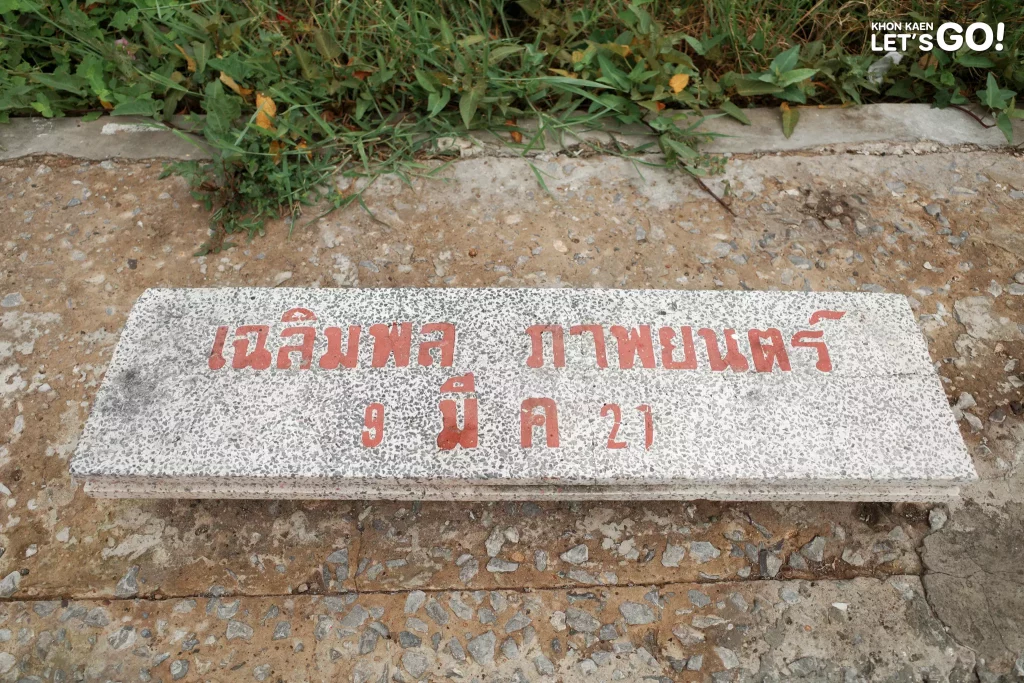 KHON KAEN
LET'S GO!
เฉลิมพล ภาพยนตร์
9 มี ค 21